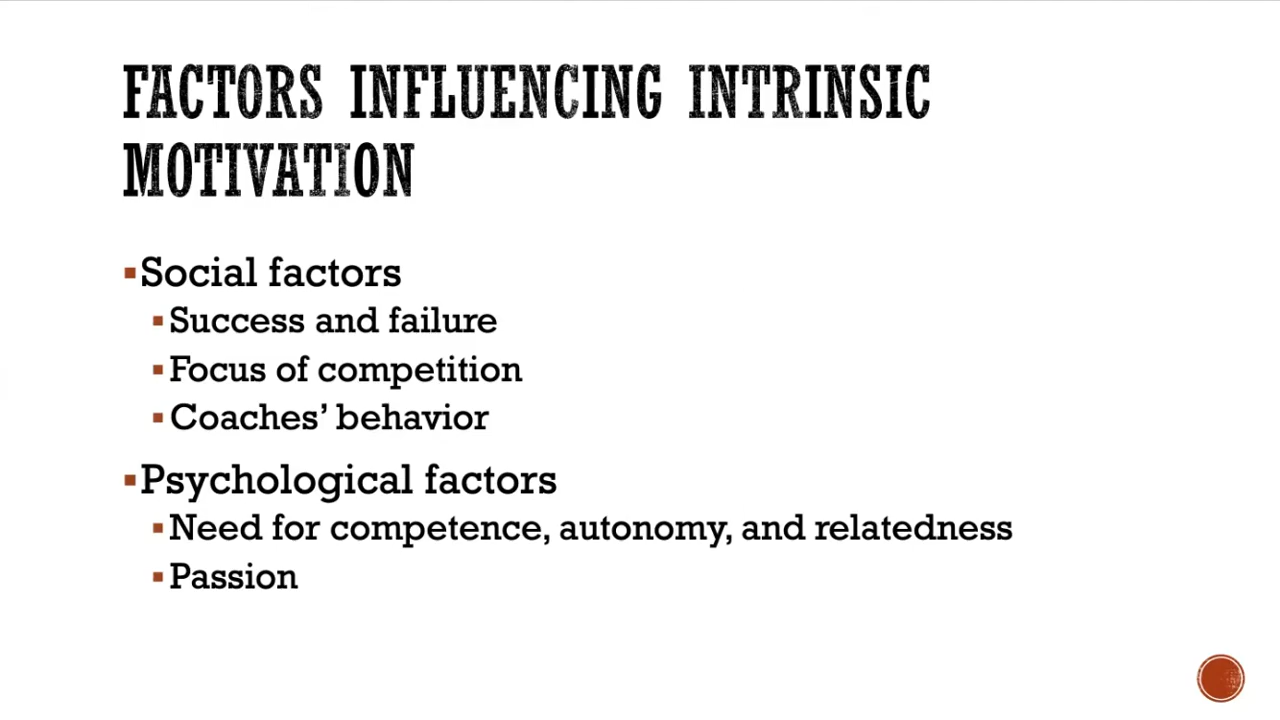 FACTORS INFLUENCING INTRINSIC
MOTIVATION
▪Social factors
▪Success and failure
▪Focus of competition
▪Coaches’ behavior
▪Psychological factors
▪Need for competence, autonomy, and relatedness
▪Passion